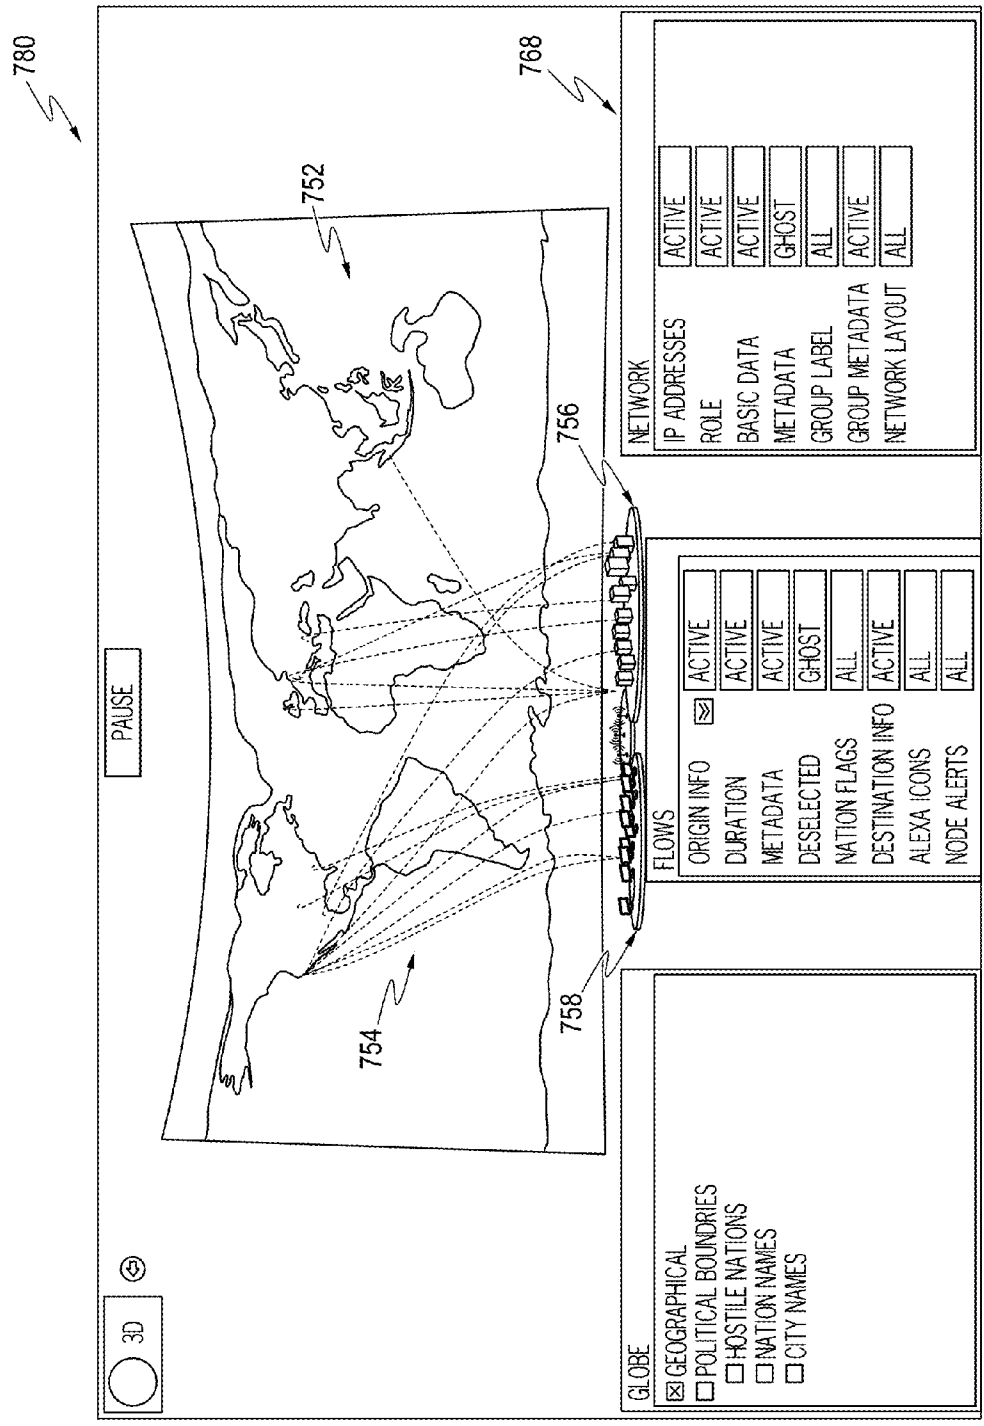 780
3D
PAUSE
752
754
758
756
768
GLOBE
GEOGRAPHICAL
POLITICAL BOUNDRIES
HOSTILE NATIONS
NATION NAMES
CITY NAMES
FLOWS
ORIGIN INFO ACTIVE
DURATION ACTIVE
METADATA ACTIVE
DESELECTED GHOST
NATION FLAGS ALL
DESTINATION INFO ACTIVE
ALEXA ICONS ALL
NODE ALERTS ALL
NETWORK
IP ADDRESSES ACTIVE
ROLE ACTIVE
BASIC DATA ACTIVE
METADATA GHOST
GROUP LABEL ALL
GROUP METADATA ACTIVE
NETWORK LAYOUT ALL